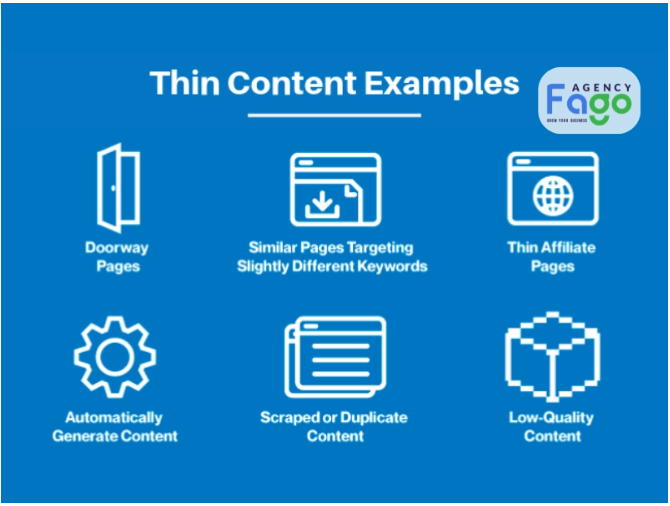 Thin Content Examples
AGENCY
Fago
GROW YOUR BUSINESS
Doorway
Pages
Similar Pages Targeting
Slightly Different Keywords
Thin Affiliate
Pages
Automatically
Generate Content
Scraped or Duplicate
Content
Low-Quality
Content